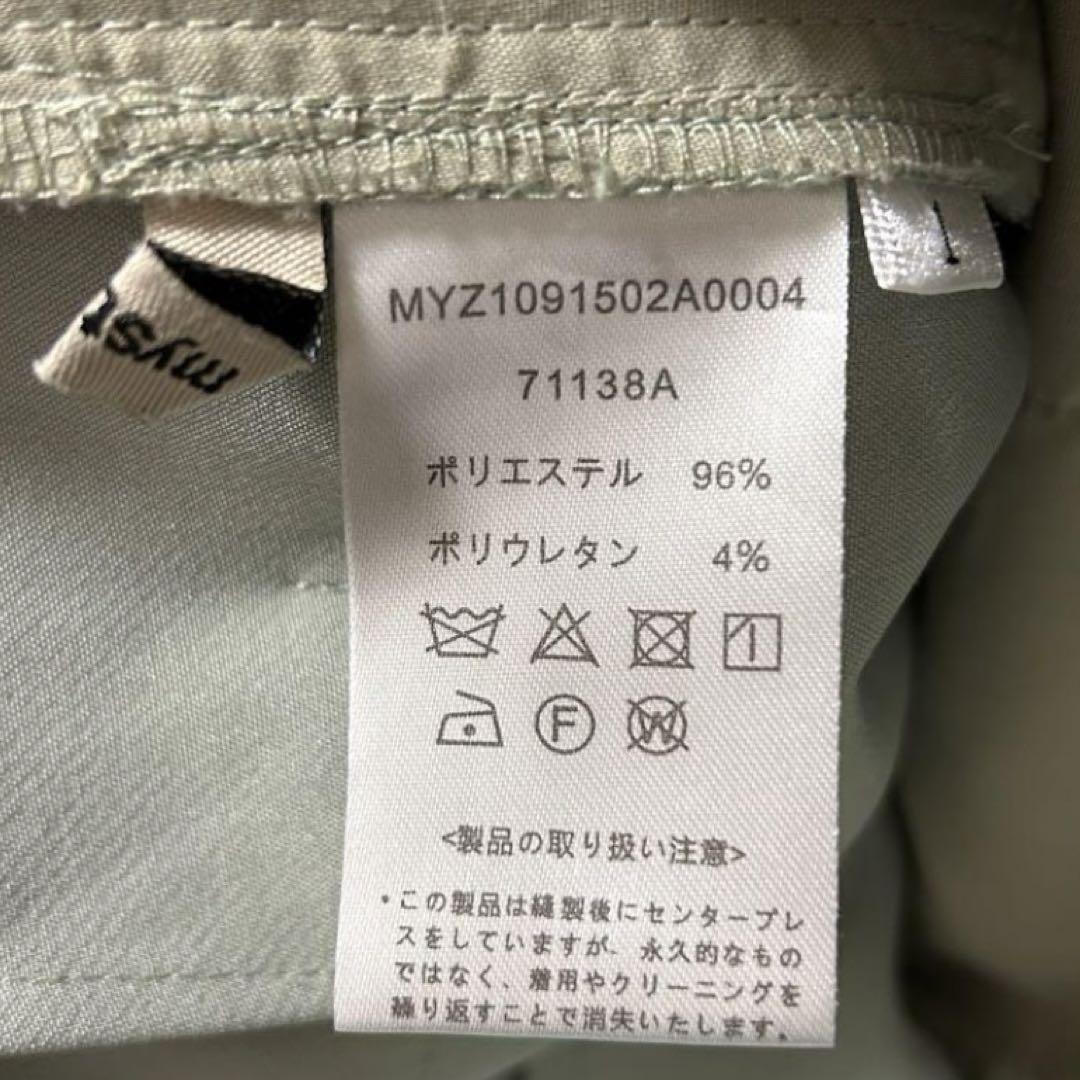 myst
1
MYZ1091502A0004
71138A
ポリエステル 96%
ポリウレタン 4%
F
W
<製品の取り扱い注意>
・この製品は縫製後にセンタープレ
スをしていますが、永久的なもの
ではなく、着用やクリーニングを
繰り返すことで消失いたします。